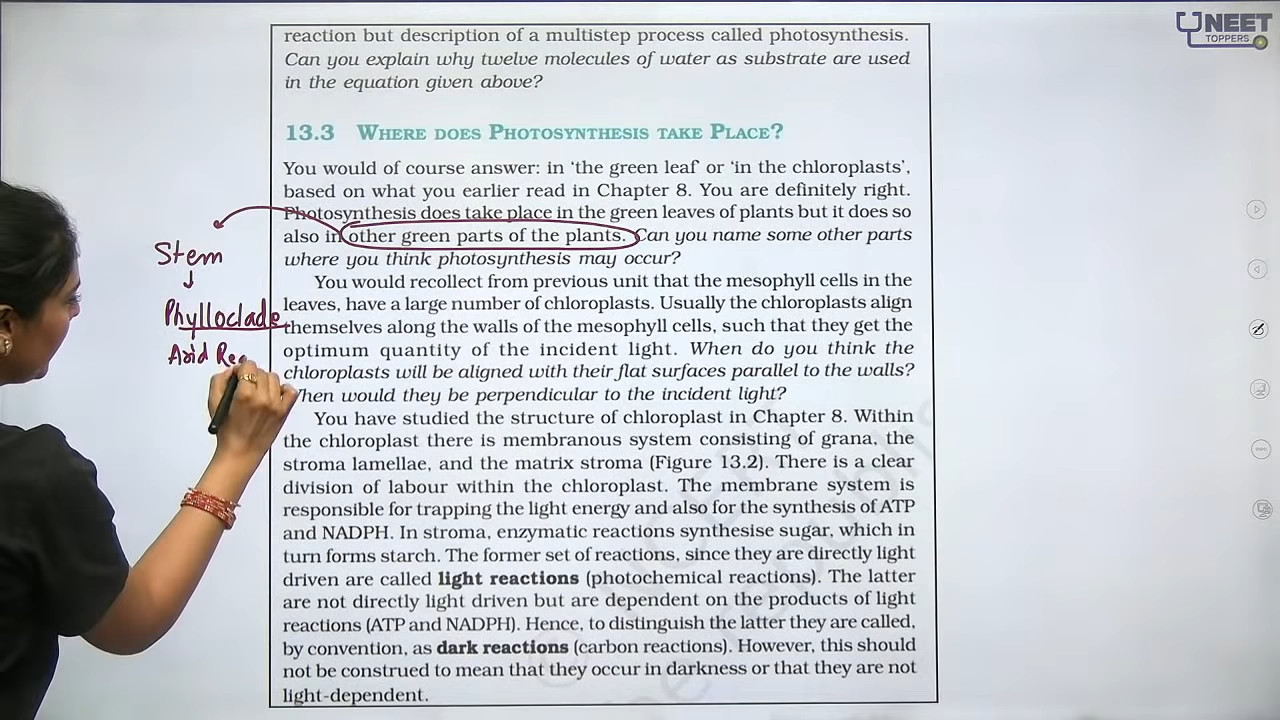 NEET
TOPPERS
reaction but description of a multistep process called photosynthesis.
Can you explain why twelve molecules of water as substrate are used
in the equation given above?
13.3 WHERE DOES PHOTOSYNTHESIS TAKE PLACE?
You would of course answer: in ‘the green leaf’ or ‘in the chloroplasts’,
based on what you earlier read in Chapter 8. You are definitely right.
Photosynthesis does take place in the green leaves of plants but it does so
also in other green parts of the plants. Can you name some other parts
where you think photosynthesis may occur?
Stem
Phylloclade
Arid Re
You would recollect from previous unit that the mesophyll cells in the
leaves, have a large number of chloroplasts. Usually the chloroplasts align
themselves along the walls of the mesophyll cells, such that they get the
optimum quantity of the incident light. When do you think the
chloroplasts will be aligned with their flat surfaces parallel to the walls?
When would they be perpendicular to the incident light?
You have studied the structure of chloroplast in Chapter 8. Within
the chloroplast there is membranous system consisting of grana, the
stroma lamellae, and the matrix stroma (Figure 13.2). There is a clear
division of labour within the chloroplast. The membrane system is
responsible for trapping the light energy and also for the synthesis of ATP
and NADPH. In stroma, enzymatic reactions synthesise sugar, which in
turn forms starch. The former set of reactions, since they are directly light
driven are called light reactions (photochemical reactions). The latter
are not directly light driven but are dependent on the products of light
reactions (ATP and NADPH). Hence, to distinguish the latter they are called,
by convention, as dark reactions (carbon reactions). However, this should
not be construed to mean that they occur in darkness or that they are not
light-dependent.